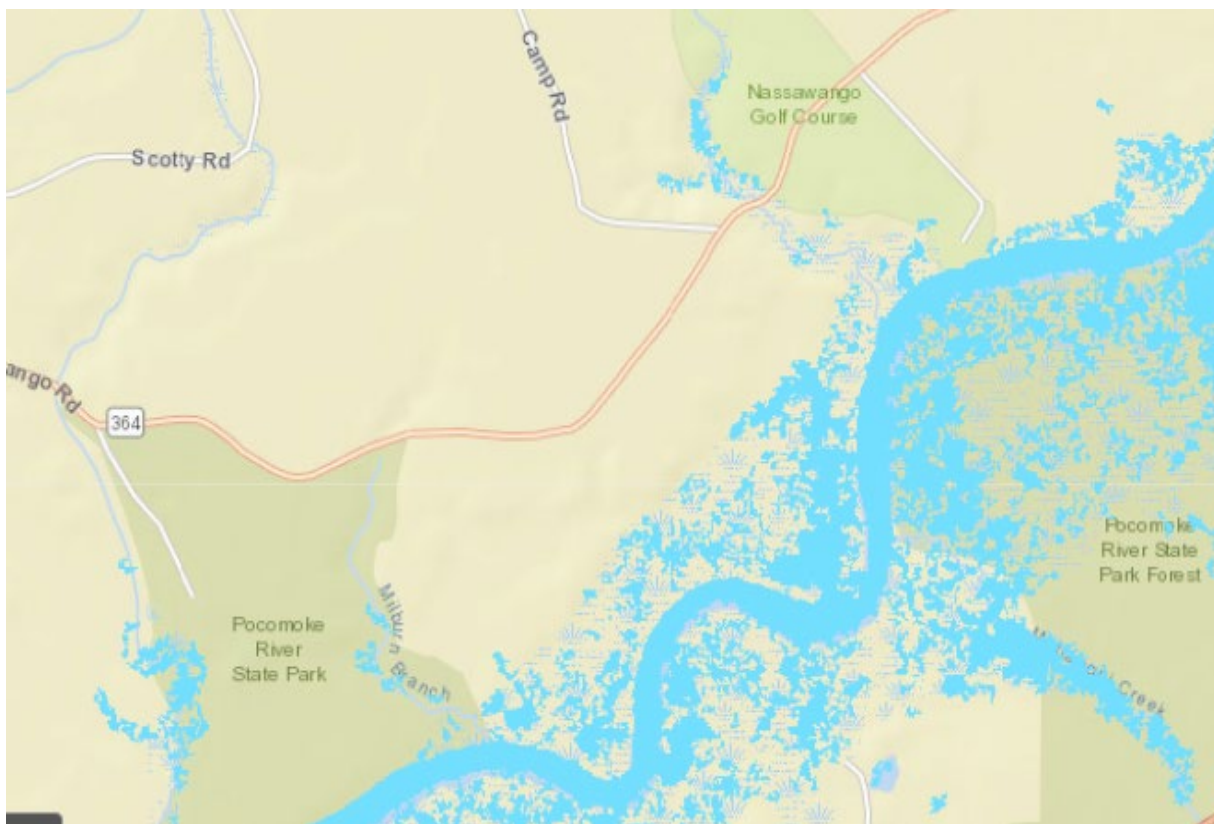 Camp Rd
Nassawango
Golf Course
Scotty Rd
ango Rd
364
Pocomoke
River State
Park Forest
Pocomoke
River
State Park
Milburn Branch
Creek